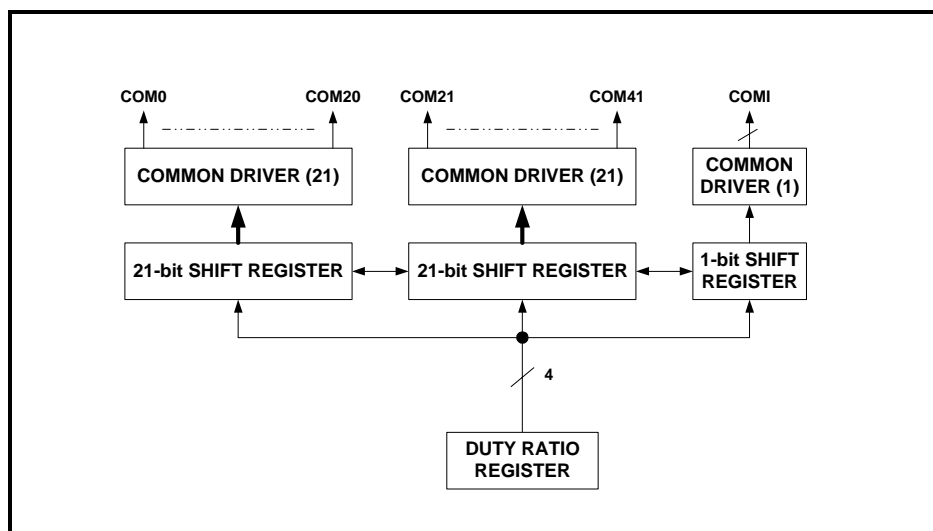 COM0 COM20 COM21 COM41 COMI
COMMON DRIVER (21)
COMMON DRIVER (21)
COMMON
DRIVER (1)
21-bit SHIFT REGISTER
21-bit SHIFT REGISTER
1-bit SHIFT
REGISTER
4
DUTY RATIO
REGISTER